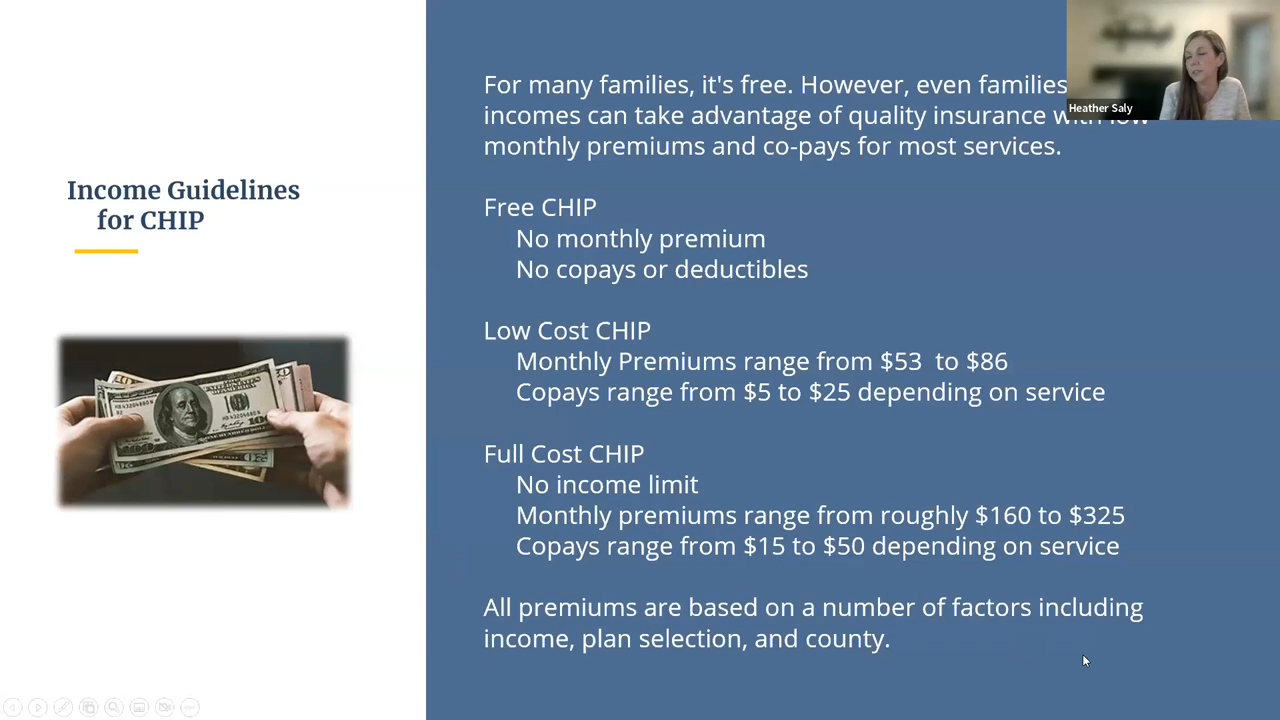 Income Guidelines
for CHIP
For many families, it's free. However, even families
incomes can take advantage of quality insurance with low
monthly premiums and co-pays for most services.
Free CHIP
No monthly premium
No copays or deductibles
Low Cost CHIP
Monthly Premiums range from $53 to $86
Copays range from $5 to $25 depending on service
Full Cost CHIP
No income limit
Monthly premiums range from roughly $160 to $325
Copays range from $15 to $50 depending on service
All premiums are based on a number of factors including
income, plan selection, and county.
Heather Saly